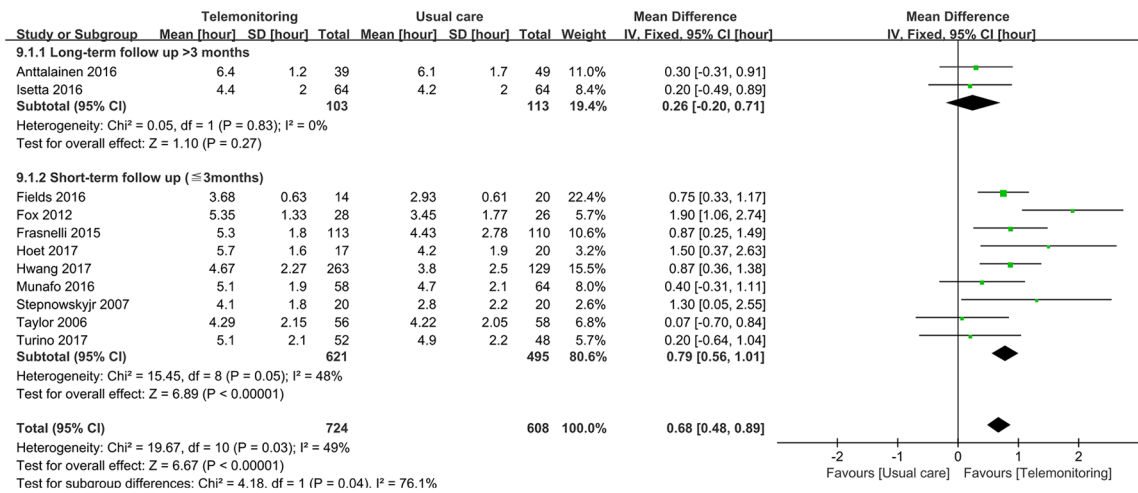 Telemonitoring Usual care Mean Difference Mean Difference
Study or Subgroup Mean [hour] SD [hour] Total Mean [hour] SD [hour] Total Weight IV, Fixed, 95% CI [hour] IV, Fixed, 95% CI [hour]
9.1.1 Long-term follow up >3 months
Anttalainen 2016 6.4 1.2 39 6.1 1.7 49 11.0% 0.30 [-0.31, 0.91]
Isetta 2016 4.4 2 64 4.2 2 64 8.4% 0.20 [-0.49, 0.89]
Subtotal (95% CI) 103 113 19.4% 0.26 [-0.20, 0.71]
Heterogeneity: Chi² = 0.05, df = 1 (P = 0.83); I² = 0%
Test for overall effect: Z = 1.10 (P = 0.27)
9.1.2 Short-term follow up (≦3months)
Fields 2016 3.68 0.63 14 2.93 0.61 20 22.4% 0.75 [0.33, 1.17]
Fox 2012 5.35 1.33 28 3.45 1.77 26 5.7% 1.90 [1.06, 2.74]
Frasnelli 2015 5.3 1.8 113 4.43 2.78 110 10.6% 0.87 [0.25, 1.49]
Hoet 2017 5.7 1.6 17 4.2 1.9 20 3.2% 1.50 [0.37, 2.63]
Hwang 2017 4.67 2.27 263 3.8 2.5 129 15.5% 0.87 [0.36, 1.38]
Munafo 2016 5.1 1.9 58 4.7 2.1 64 8.0% 0.40 [-0.31, 1.11]
Stepnowskyjr 2007 4.1 1.8 20 2.8 2.2 20 2.6% 1.30 [0.05, 2.55]
Taylor 2006 4.29 2.15 56 4.22 2.05 58 6.8% 0.07 [-0.70, 0.84]
Turino 2017 5.1 2.1 52 4.9 2.2 48 5.7% 0.20 [-0.64, 1.04]
Subtotal (95% CI) 621 495 80.6% 0.79 [0.56, 1.01]
Heterogeneity: Chi² = 15.45, df = 8 (P = 0.05); I² = 48%
Test for overall effect: Z = 6.89 (P < 0.00001)
Total (95% CI) 724 608 100.0% 0.68 [0.48, 0.89]
Heterogeneity: Chi² = 19.67, df = 10 (P = 0.03); I² = 49%
Test for overall effect: Z = 6.67 (P < 0.00001)
Test for subgroup differences: Chi² = 4.18, df = 1 (P = 0.04), I² = 76.1%
-2 -1 0 1 2
Favours [Usual care] Favours [Telemonitoring]